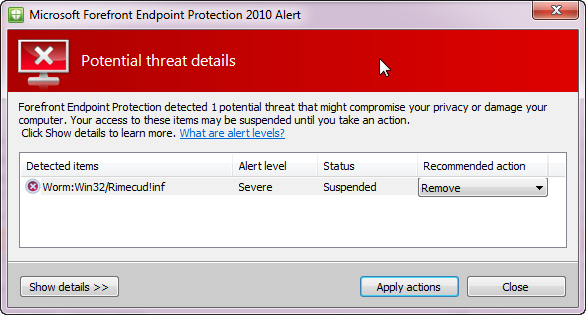 Microsoft Forefront Endpoint Protection 2010 Alert
Potential threat details
Forefront Endpoint Protection detected 1 potential threat that might compromise your privacy or damage your
computer. Your access to these items may be suspended until you take an action.
Click Show details to learn more. What are alert levels?
Detected items Alert level Status Recommended action
Worm:Win32/Rimecud!inf Severe Suspended Remove
Show details >> Apply actions Close